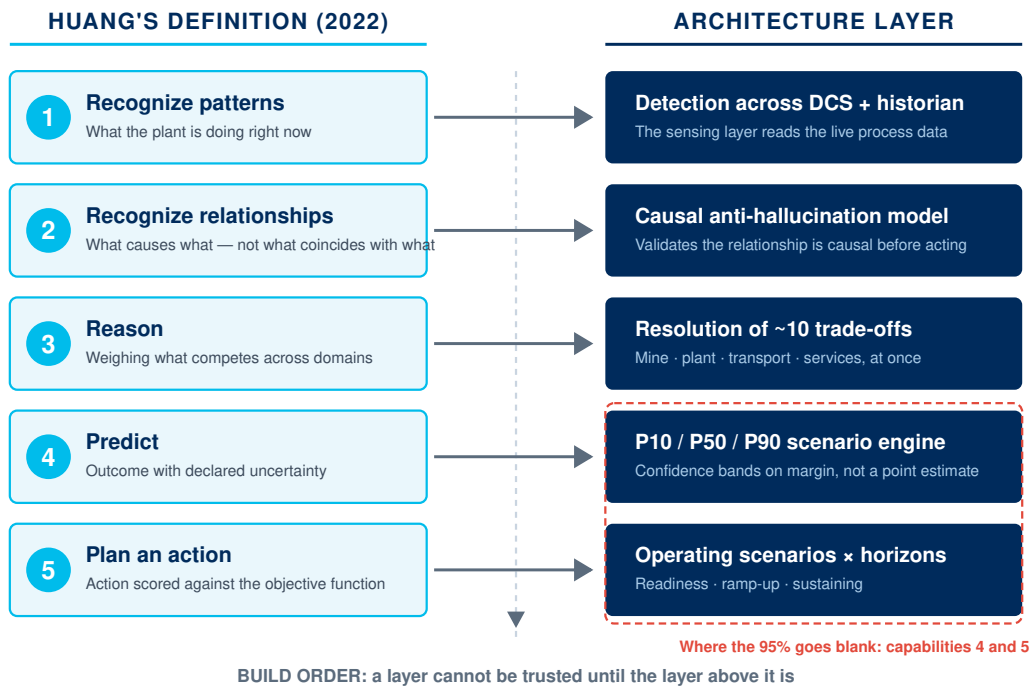 HUANG'S DEFINITION (2022)
ARCHITECTURE LAYER
1
Recognize patterns
What the plant is doing right now
Detection across DCS + historian
The sensing layer reads the live process data
2
Recognize relationships
What causes what — not what coincides with what
Causal anti-hallucination model
Validates the relationship is causal before acting
3
Reason
Weighing what competes across domains
Resolution of ~10 trade-offs
Mine · plant · transport · services, at once
4
Predict
Outcome with declared uncertainty
P10 / P50 / P90 scenario engine
Confidence bands on margin, not a point estimate
5
Plan an action
Action scored against the objective function
Operating scenarios × horizons
Readiness · ramp-up · sustaining
Where the 95% goes blank: capabilities 4 and 5
BUILD ORDER: a layer cannot be trusted until the layer above it is